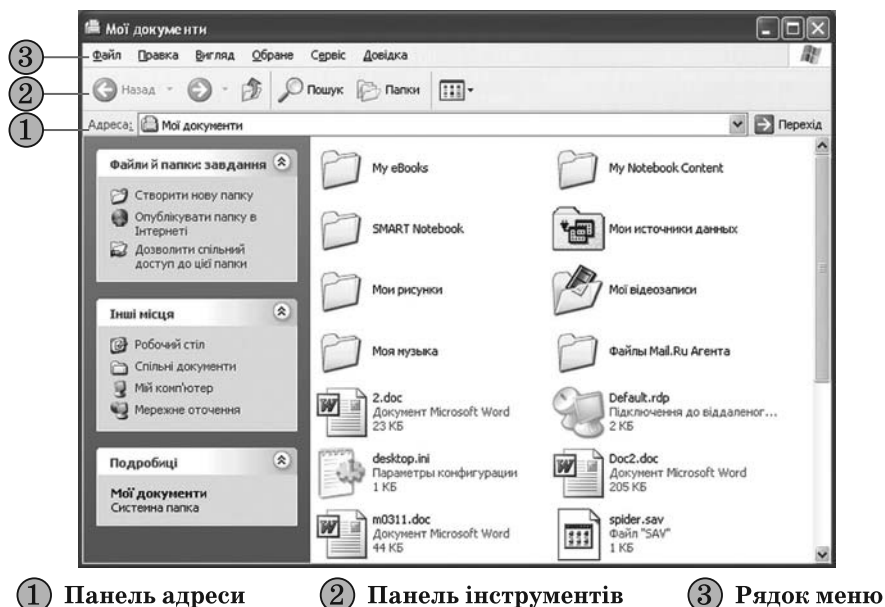 Мої документи
3
Файл Правка Вигляд Обране Сервіс Довідка
2
Назад Пошук Папки
1
Адреса: Мої документи Перехід
Файли й папки: завдання
Створити нову папку
Опублікувати папку в
Інтернеті
Дозволити спільний
доступ до цієї папки
Інші місця
Робочий стіл
Спільні документи
Мій комп'ютер
Мережне оточення
Подробиці
Мої документи
Системна папка
My eBooks
My Notebook Content
SMART Notebook
Мои источники данных
Мои рисунки
Мої відеозаписи
Моя музыка
Файлы Mail.Ru Агента
2.doc
Документ Microsoft Word
23 КБ
Default.rdp
Підключення до віддаленог...
2 КБ
desktop.ini
Параметры конфигурации
1 КБ
Doc2.doc
Документ Microsoft Word
205 КБ
m0311.doc
Документ Microsoft Word
44 КБ
spider.sav
Файл "SAV"
1 КБ
1 Панель адреси 2 Панель інструментів 3 Рядок меню